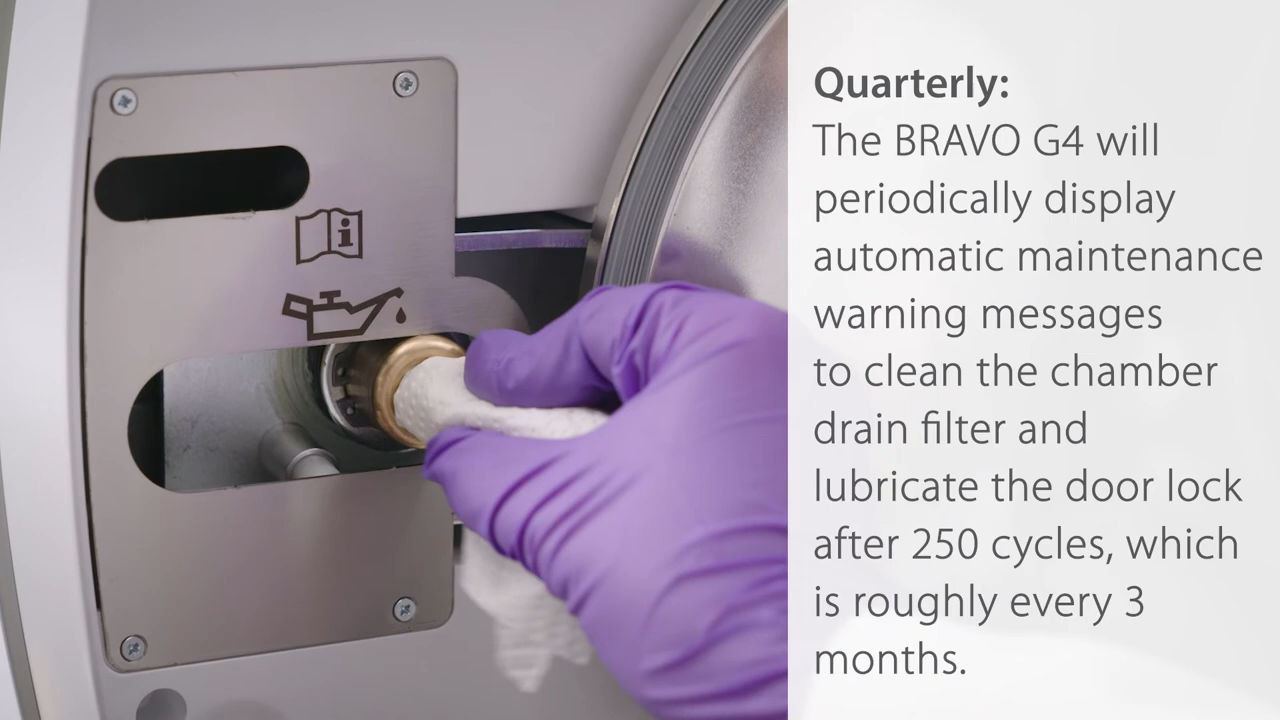 Quarterly:
The BRAVO G4 will
periodically display
automatic maintenance
warning messages
to clean the chamber
drain filter and
lubricate the door lock
after 250 cycles, which
is roughly every 3
months.